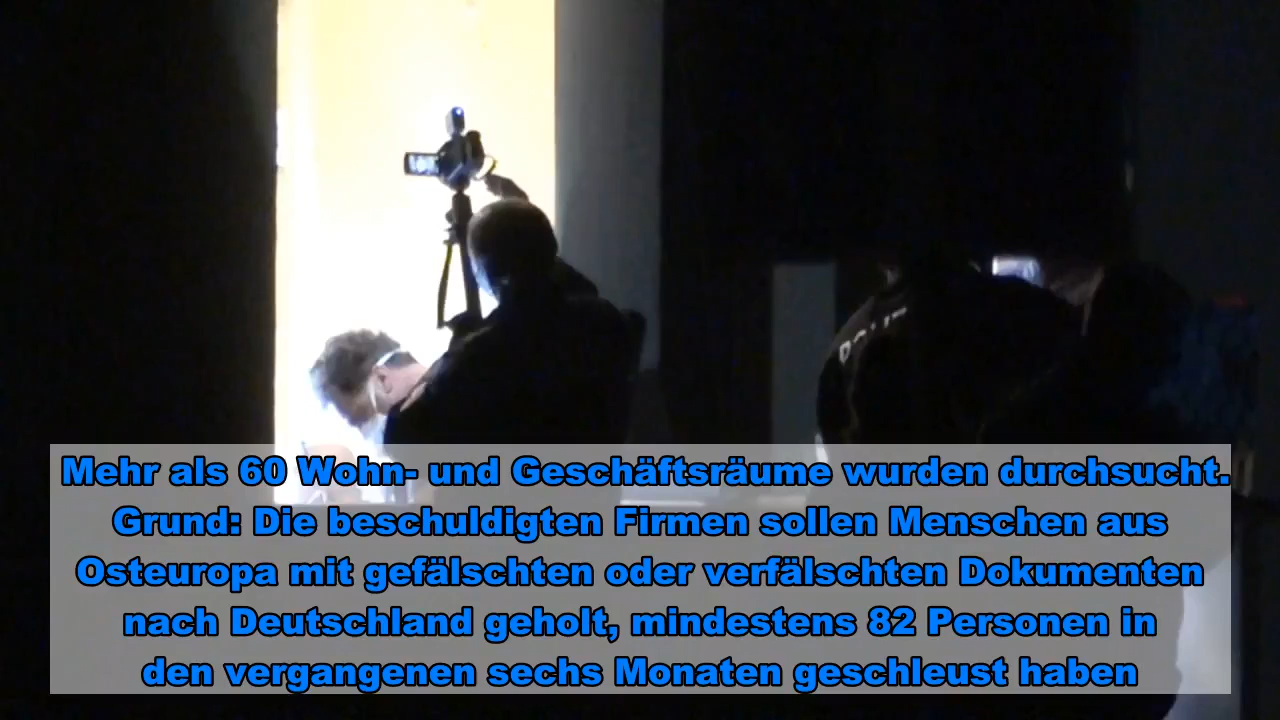 Mehr als 60 Wohn- und Geschäftsräume wurden durchsucht.
Grund: Die beschuldigten Firmen sollen Menschen aus
Osteuropa mit gefälschten oder verfälschten Dokumenten
nach Deutschland geholt, mindestens 82 Personen in
den vergangenen sechs Monaten geschleust haben